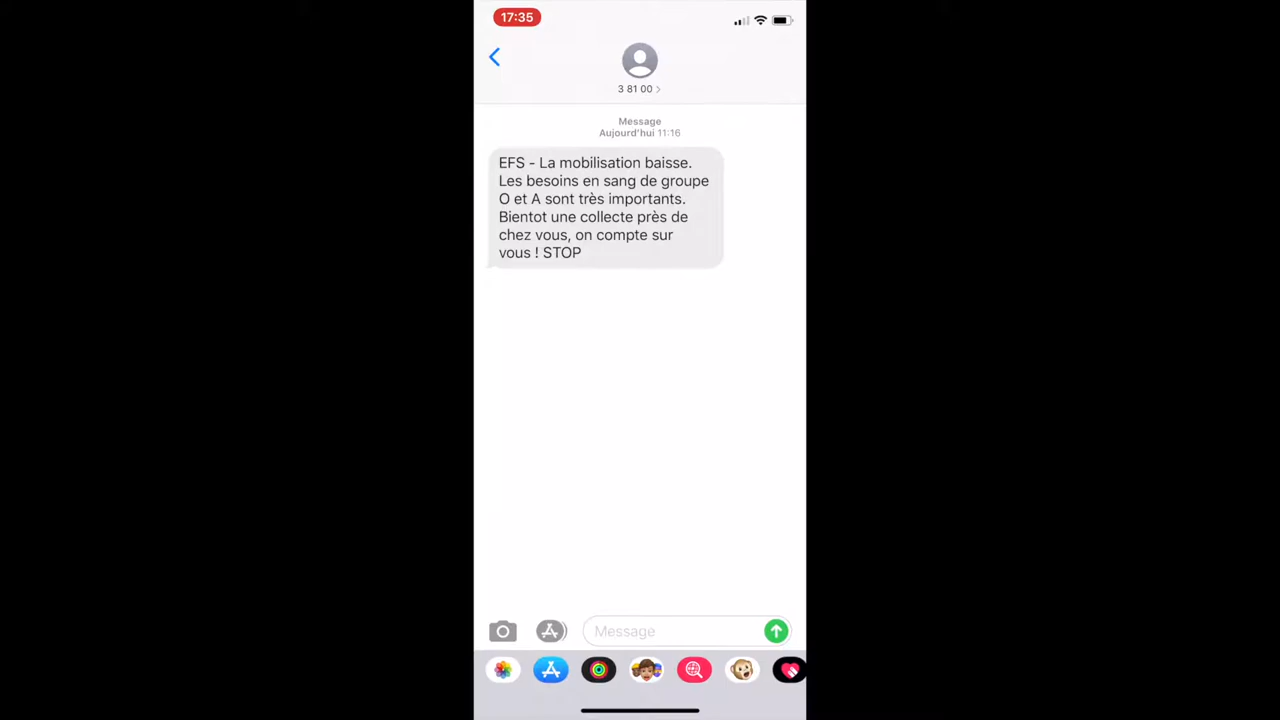 17:35
3 81 00
Message
Aujourd'hui 11:16
EFS - La mobilisation baisse.
Les besoins en sang de groupe
O et A sont très importants.
Bientot une collecte près de
chez vous, on compte sur
vous ! STOP
Message